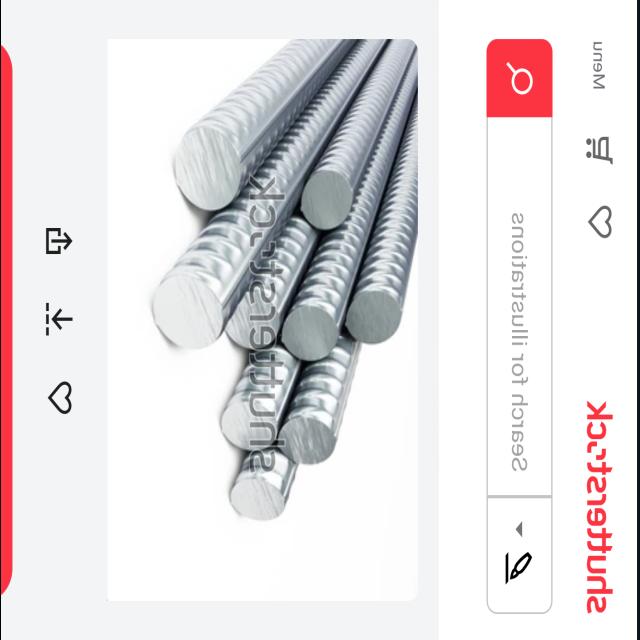 shutterstock
Menu
Search for illustrations
shutterstock